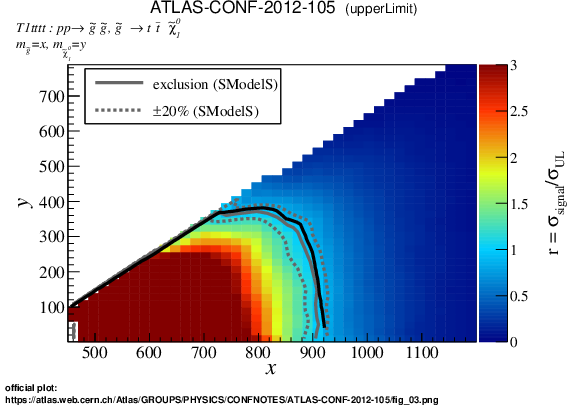 ATLAS-CONF-2012-105 (upperLimit)
T1tttt : pp→ g̃ g̃, g̃ → t t̄ χ̃⁰₁
m_g̃=x, m_χ̃⁰₁=y
exclusion (SModelS)
±20% (SModelS)
y
700
600
500
400
300
200
100
500 600 700 800 900 1000 1100
x
3
2.5
2
1.5
1
0.5
0
r = σsignal/σUL
official plot:
https://atlas.web.cern.ch/Atlas/GROUPS/PHYSICS/CONFNOTES/ATLAS-CONF-2012-105/fig_03.png